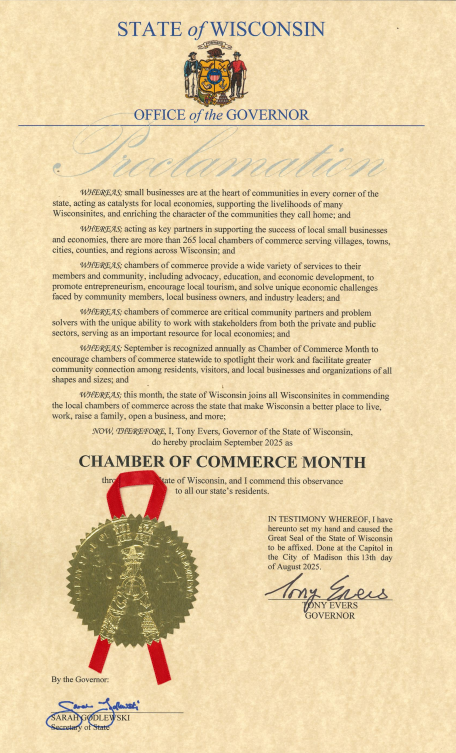 STATE of WISCONSIN
OFFICE of the GOVERNOR
Proclamation
WHEREAS; small businesses are at the heart of communities in every corner of the
state, acting as catalysts for local economies, supporting the livelihoods of many
Wisconsinites, and enriching the character of the communities they call home; and
WHEREAS; acting as key partners in supporting the success of local small businesses
and economies, there are more than 265 local chambers of commerce serving villages, towns,
cities, counties, and regions across Wisconsin; and
WHEREAS; chambers of commerce provide a wide variety of services to their
members and community, including advocacy, education, and economic development, to
promote entrepreneurism, encourage local tourism, and solve unique economic challenges
faced by community members, local business owners, and industry leaders; and
WHEREAS; chambers of commerce are critical community partners and problem
solvers with the unique ability to work with stakeholders from both the private and public
sectors, serving as an important resource for local economies; and
WHEREAS; September is recognized annually as Chamber of Commerce Month to
encourage chambers of commerce statewide to spotlight their work and facilitate greater
community connection among residents, visitors, and local businesses and organizations of all
shapes and sizes; and
WHEREAS; this month, the state of Wisconsin joins all Wisconsinites in commending
the local chambers of commerce across the state that make Wisconsin a better place to live,
work, raise a family, open a business, and more;
NOW, THEREFORE, I, Tony Evers, Governor of the State of Wisconsin,
do hereby proclaim September 2025 as
CHAMBER OF COMMERCE MONTH
thro tate of Wisconsin, and I commend this observance
to all our state's residents.
IN TESTIMONY WHEREOF, I have
hereunto set my hand and caused the
Great Seal of the State of Wisconsin
to be affixed. Done at the Capitol in
the City of Madison this 13th day
of August 2025.
Tony Evers
TONY EVERS
GOVERNOR
By the Governor:
Sarah Godlewski
SARAH GODLEWSKI
Secretary of State